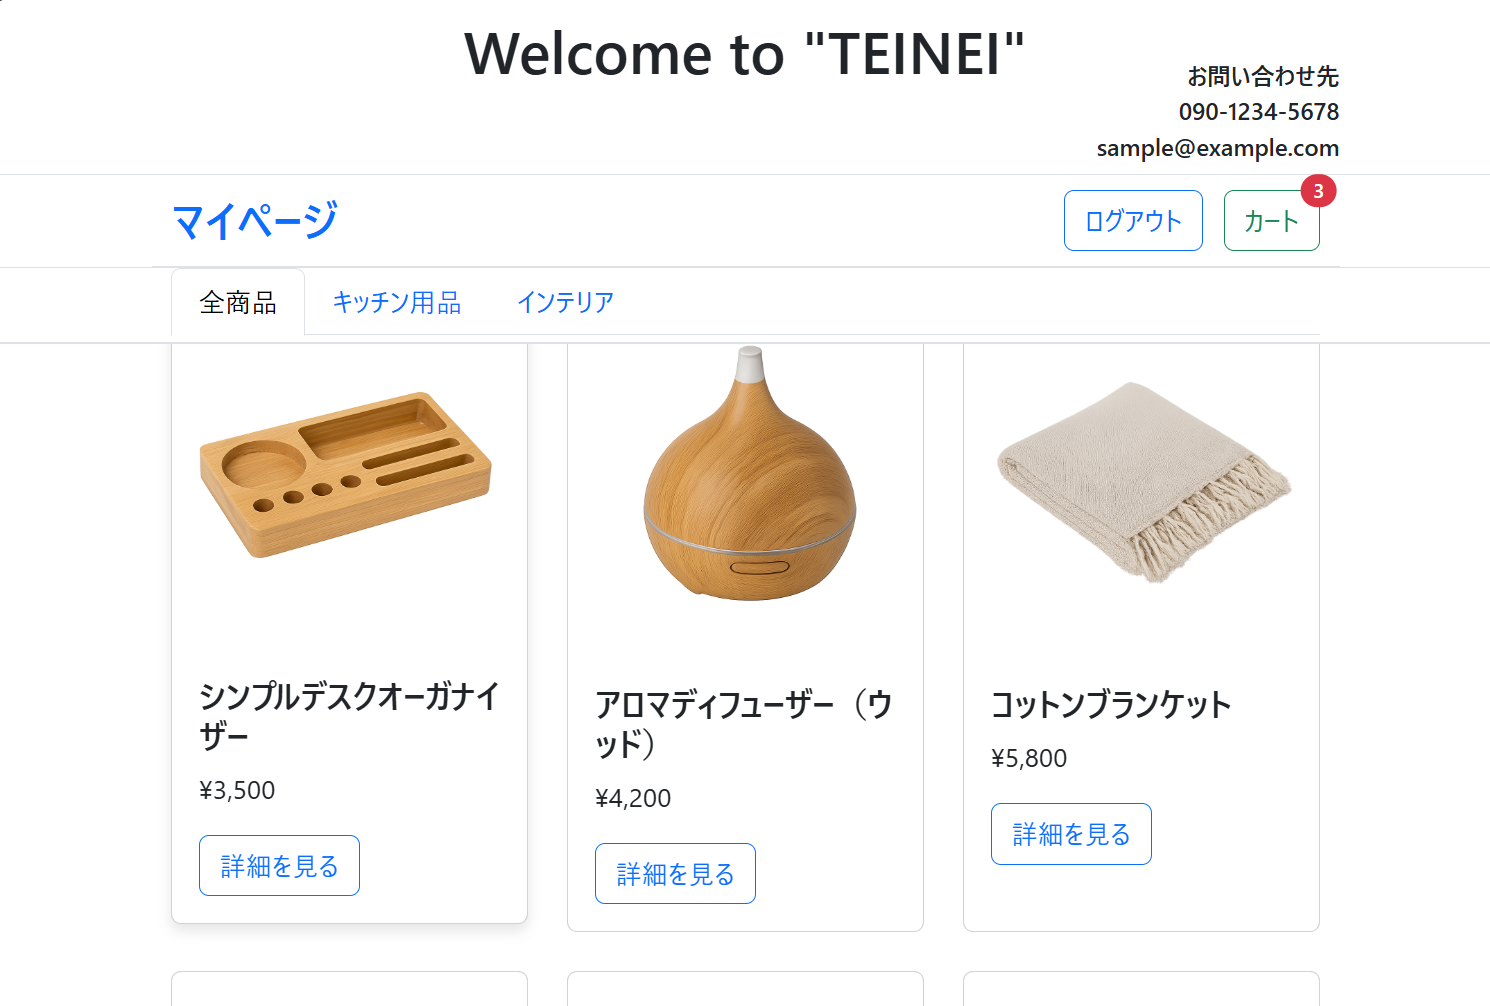 Welcome to "TEINEI"
お問い合わせ先
090-1234-5678
sample@example.com
マイページ
ログアウト
カート
3
全商品
キッチン用品
インテリア
シンプルデスクオーガナイ
ザー
¥3,500
詳細を見る
アロマディフューザー（ウ
ッド）
¥4,200
詳細を見る
コットンブランケット
¥5,800
詳細を見る